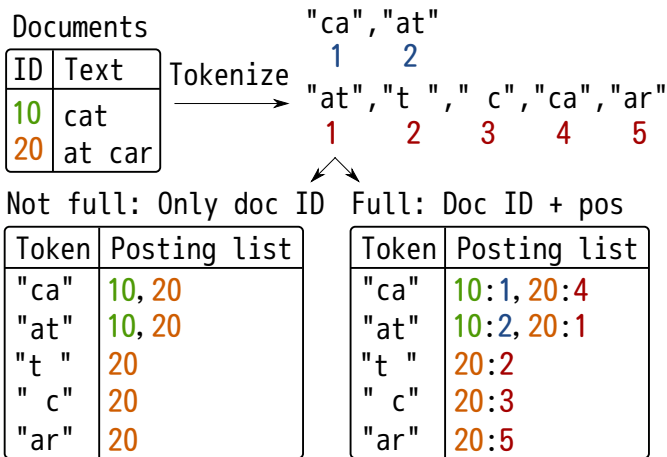 Documents
ID Text
10 cat
20 at car
Tokenize
"ca","at"
1 2
"at","t "," c","ca","ar"
1 2 3 4 5
Not full: Only doc ID
Token Posting list
"ca" 10, 20
"at" 10, 20
"t " 20
" c" 20
"ar" 20
Full: Doc ID + pos
Token Posting list
"ca" 10:1, 20:4
"at" 10:2, 20:1
"t " 20:2
" c" 20:3
"ar" 20:5